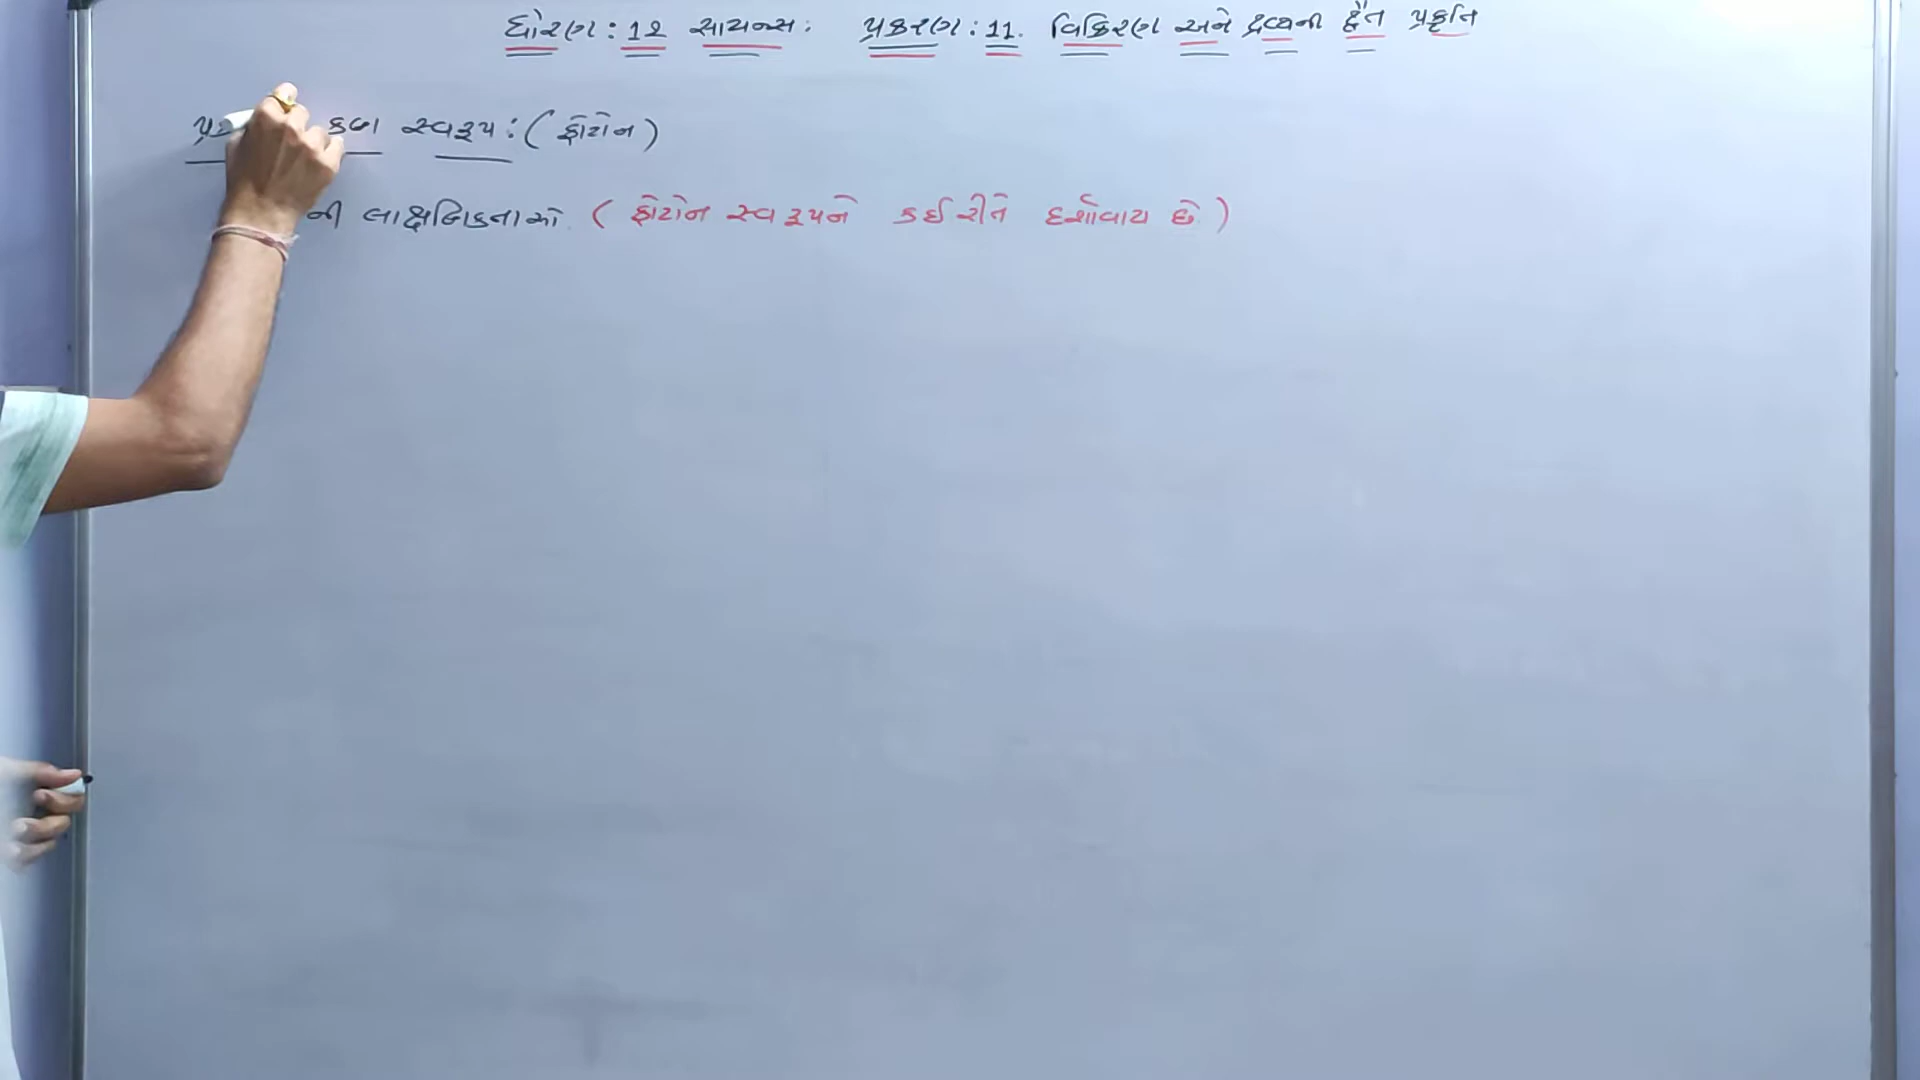 ધોરણ : 12 સાયન્સ. પ્રકરણ : 11. વિકિરણ અને દ્રવ્યની દ્વૈત પ્રકૃતિ
કણ સ્વરૂપ : ( ફોટોન )
ની લાક્ષણિકતાઓ. ( ફોટોન સ્વરૂપને કઈ રીતે દર્શાવાય છે. )